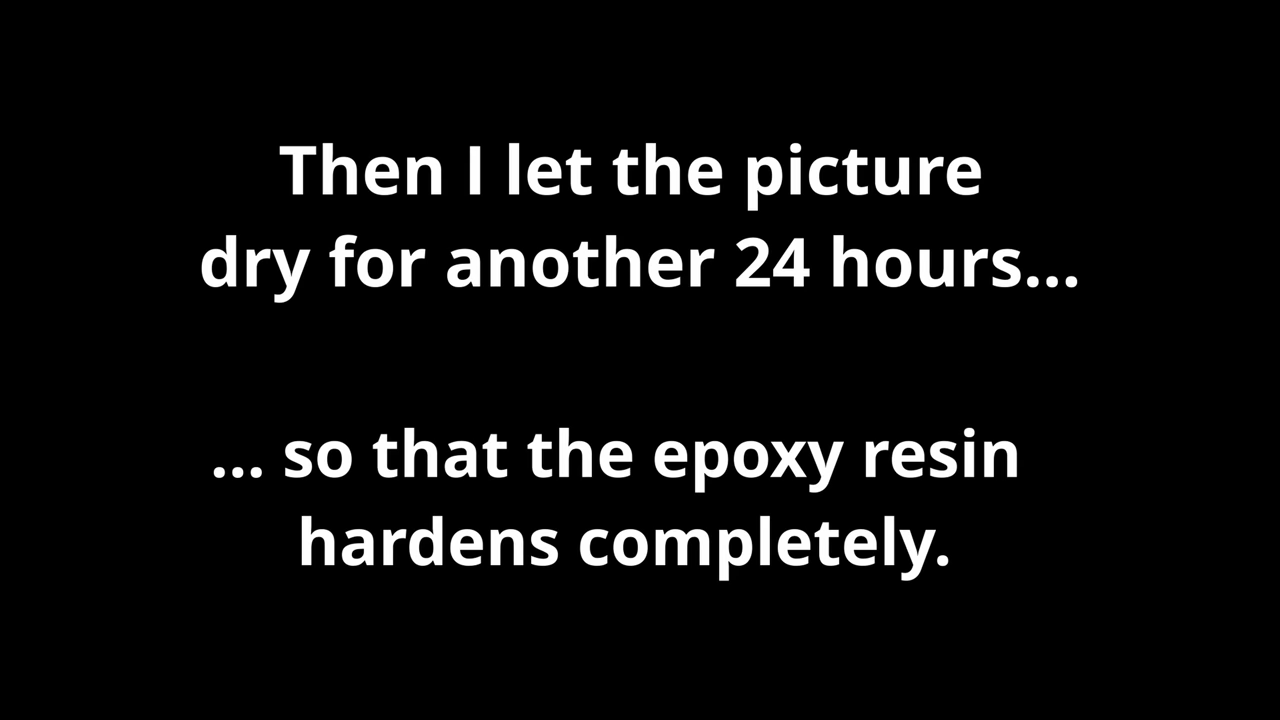 Then I let the picture
dry for another 24 hours...
... so that the epoxy resin
hardens completely.